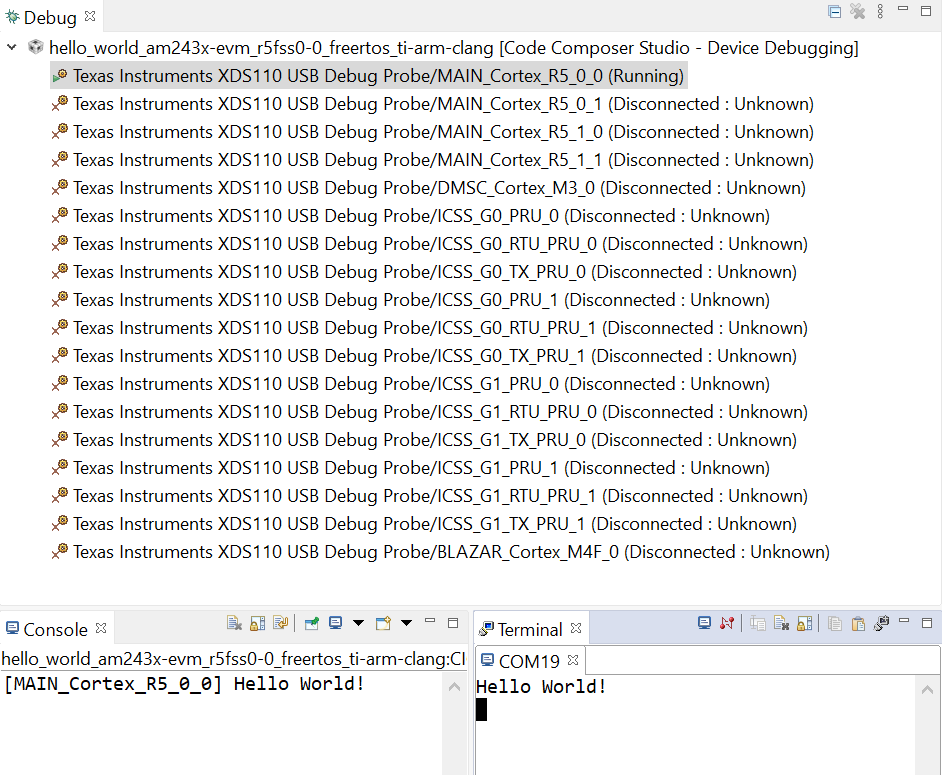 Debug
hello_world_am243x-evm_r5fss0-0_freertos_ti-arm-clang [Code Composer Studio - Device Debugging]
Texas Instruments XDS110 USB Debug Probe/MAIN_Cortex_R5_0_0 (Running)
Texas Instruments XDS110 USB Debug Probe/MAIN_Cortex_R5_0_1 (Disconnected : Unknown)
Texas Instruments XDS110 USB Debug Probe/MAIN_Cortex_R5_1_0 (Disconnected : Unknown)
Texas Instruments XDS110 USB Debug Probe/MAIN_Cortex_R5_1_1 (Disconnected : Unknown)
Texas Instruments XDS110 USB Debug Probe/DMSC_Cortex_M3_0 (Disconnected : Unknown)
Texas Instruments XDS110 USB Debug Probe/ICSS_G0_PRU_0 (Disconnected : Unknown)
Texas Instruments XDS110 USB Debug Probe/ICSS_G0_RTU_PRU_0 (Disconnected : Unknown)
Texas Instruments XDS110 USB Debug Probe/ICSS_G0_TX_PRU_0 (Disconnected : Unknown)
Texas Instruments XDS110 USB Debug Probe/ICSS_G0_PRU_1 (Disconnected : Unknown)
Texas Instruments XDS110 USB Debug Probe/ICSS_G0_RTU_PRU_1 (Disconnected : Unknown)
Texas Instruments XDS110 USB Debug Probe/ICSS_G0_TX_PRU_1 (Disconnected : Unknown)
Texas Instruments XDS110 USB Debug Probe/ICSS_G1_PRU_0 (Disconnected : Unknown)
Texas Instruments XDS110 USB Debug Probe/ICSS_G1_RTU_PRU_0 (Disconnected : Unknown)
Texas Instruments XDS110 USB Debug Probe/ICSS_G1_TX_PRU_0 (Disconnected : Unknown)
Texas Instruments XDS110 USB Debug Probe/ICSS_G1_PRU_1 (Disconnected : Unknown)
Texas Instruments XDS110 USB Debug Probe/ICSS_G1_RTU_PRU_1 (Disconnected : Unknown)
Texas Instruments XDS110 USB Debug Probe/ICSS_G1_TX_PRU_1 (Disconnected : Unknown)
Texas Instruments XDS110 USB Debug Probe/BLAZAR_Cortex_M4F_0 (Disconnected : Unknown)
Console
hello_world_am243x-evm_r5fss0-0_freertos_ti-arm-clang:CI
[MAIN_Cortex_R5_0_0] Hello World!
Terminal
COM19
Hello World!